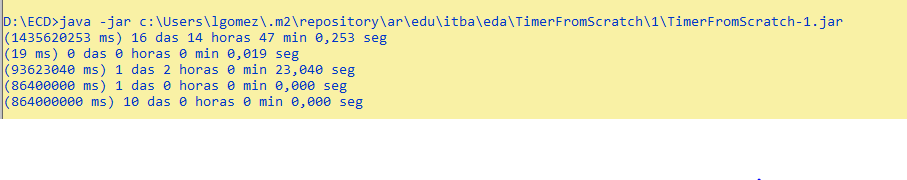 D:\ECD>java -jar c:\Users\lgomez\.m2\repository\ar\edu\itba\eda\TimerFromScratch\1\TimerFromScratch-1.jar
(1435620253 ms) 16 das 14 horas 47 min 0,253 seg
(19 ms) 0 das 0 horas 0 min 0,019 seg
(93623040 ms) 1 das 2 horas 0 min 23,040 seg
(86400000 ms) 1 das 0 horas 0 min 0,000 seg
(864000000 ms) 10 das 0 horas 0 min 0,000 seg